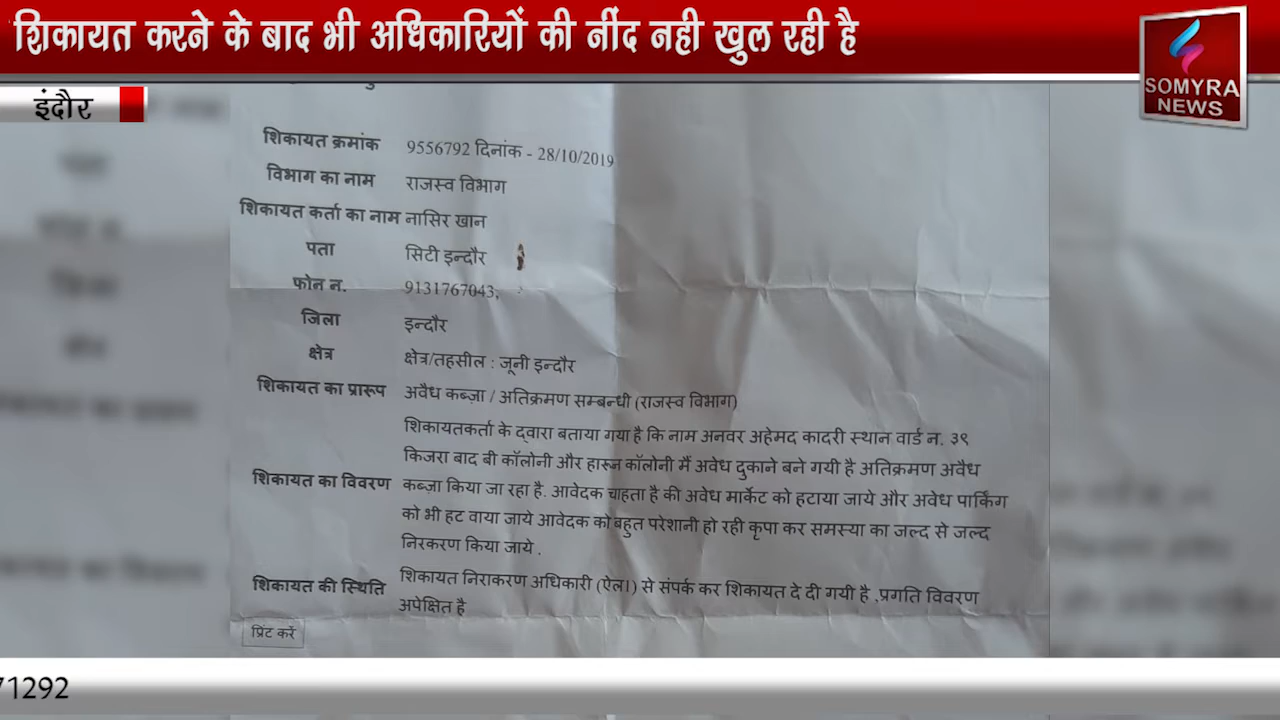 शिकायत करने के बाद भी अधिकारियों की नींद नही खुल रही है
SOMYRA
NEWS
इंदौर
शिकायत क्रमांक 9556792 दिनांक - 28/10/2019
विभाग का नाम राजस्व विभाग
शिकायत कर्ता का नाम नासिर खान
पता सिटी इन्दौर
फोन न. 9131767043,
जिला इन्दौर
क्षेत्र क्षेत्र/तहसील : जूनी इन्दौर
शिकायत का प्रारूप अवैध कब्ज़ा / अतिक्रमण सम्बन्धी (राजस्व विभाग)
शिकायतकर्ता के द्वारा बताया गया है कि नाम अनवर अहेमद कादरी स्थान वार्ड न. ३९
किजरा बाद बी कॉलोनी और हारून कॉलोनी मैं अवेध दुकाने बने गयी है अतिक्रमण अवैध
शिकायत का विवरण कब्ज़ा किया जा रहा है. आवेदक चाहता है की अवेध मार्केट को हटाया जाये और अवेध पार्किंग
को भी हट वाया जाये आवेदक को बहुत परेशानी हो रही कृपा कर समस्या का जल्द से जल्द
निरकरण किया जाये .
शिकायत की स्थिति शिकायत निराकरण अधिकारी (ऐल1) से संपर्क कर शिकायत दे दी गयी है ,प्रगति विवरण
अपेक्षित है
प्रिंट करें
71292